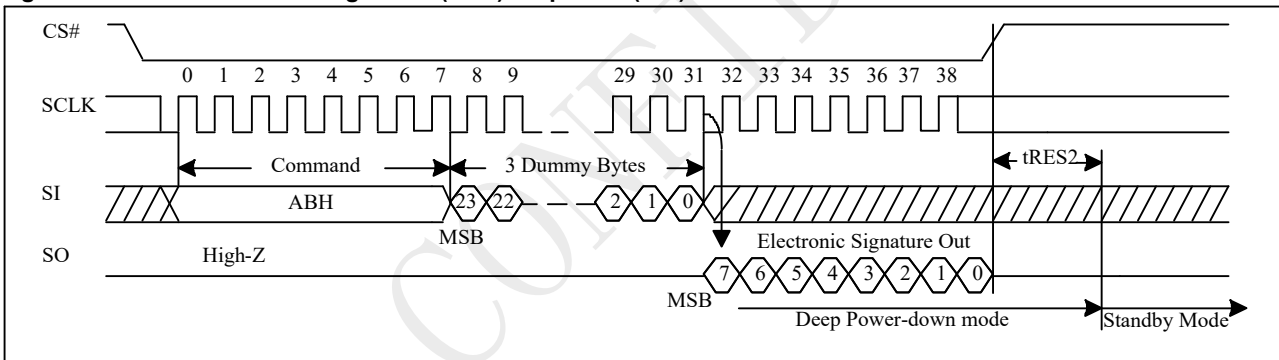 CS#
0 1 2 3 4 5 6 7 8 9 29 30 31 32 33 34 35 36 37 38
SCLK
Command 3 Dummy Bytes tRES2
SI
ABH 23 22 2 1 0
MSB
SO High-Z Electronic Signature Out
7 6 5 4 3 2 1 0
MSB
Deep Power-down mode Standby Mode